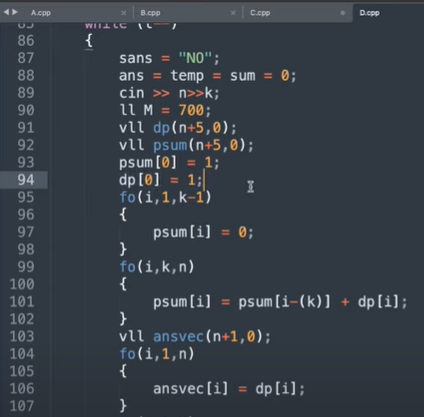 A.cpp B.cpp C.cpp D.cpp
85 while (t--)
86 {
87 sans = "NO";
88 ans = temp = sum = 0;
89 cin >> n>>k;
90 ll M = 700;
91 vll dp(n+5,0);
92 vll psum(n+5,0);
93 psum[0] = 1;
94 dp[0] = 1;
95 fo(i,1,k-1)
96 {
97 psum[i] = 0;
98 }
99 fo(i,k,n)
100 {
101 psum[i] = psum[i-(k)] + dp[i];
102 }
103 vll ansvec(n+1,0);
104 fo(i,1,n)
105 {
106 ansvec[i] = dp[i];
107 }